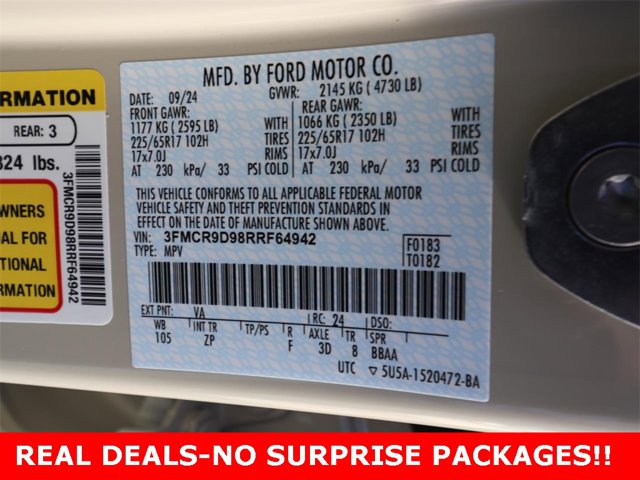 MFD. BY FORD MOTOR CO.
DATE: 09/24 GVWR: 2145 KG ( 4730 LB)
FRONT GAWR: REAR GAWR:
1177 KG ( 2595 LB) WITH 1066 KG ( 2350 LB) WITH
225/65R17 102H TIRES 225/65R17 102H TIRES
17x7.0J RIMS 17x7.0J RIMS
AT 230 kPa/ 33 PSI COLD AT 230 kPa/ 33 PSI COLD
THIS VEHICLE CONFORMS TO ALL APPLICABLE FEDERAL MOTOR
VEHICLE SAFETY AND THEFT PREVENTION STANDARDS IN
EFFECT ON THE DATE OF MANUFACTURE SHOWN ABOVE.
VIN: 3FMCR9D98RRF64942
TYPE: MPV
F0183
T0182
EXT PNT: VA RC: 24 DSO:
WB INT TR TP/PS R AXLE TR SPR
105 ZP F 3D 8 BBAA
UTC 5U5A-1520472-BA
ORMATION
REAR: 3
824 lbs.
3FMCR9D98RRF64942
WNERS
AL FOR
TIONAL
ORMATION
REAL DEALS-NO SURPRISE PACKAGES!!